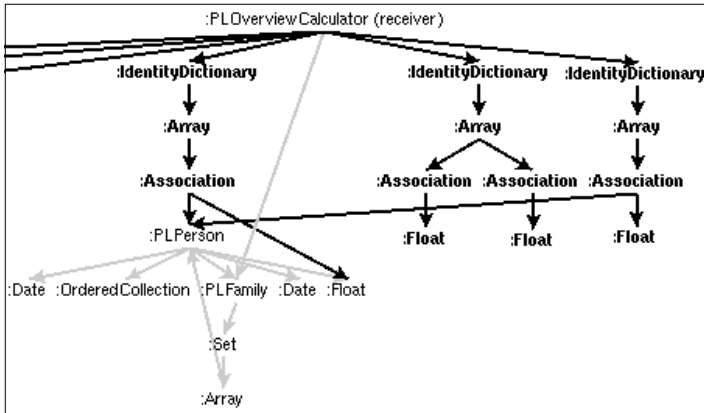 :PLOverviewCalculator (receiver)
:IdentityDictionary :IdentityDictionary :IdentityDictionary
:Array :Array :Array
:Association :Association :Association :Association
:PLPerson :Float :Float :Float
:Date :OrderedCollection :PLFamily :Date :Float
:Set
:Array